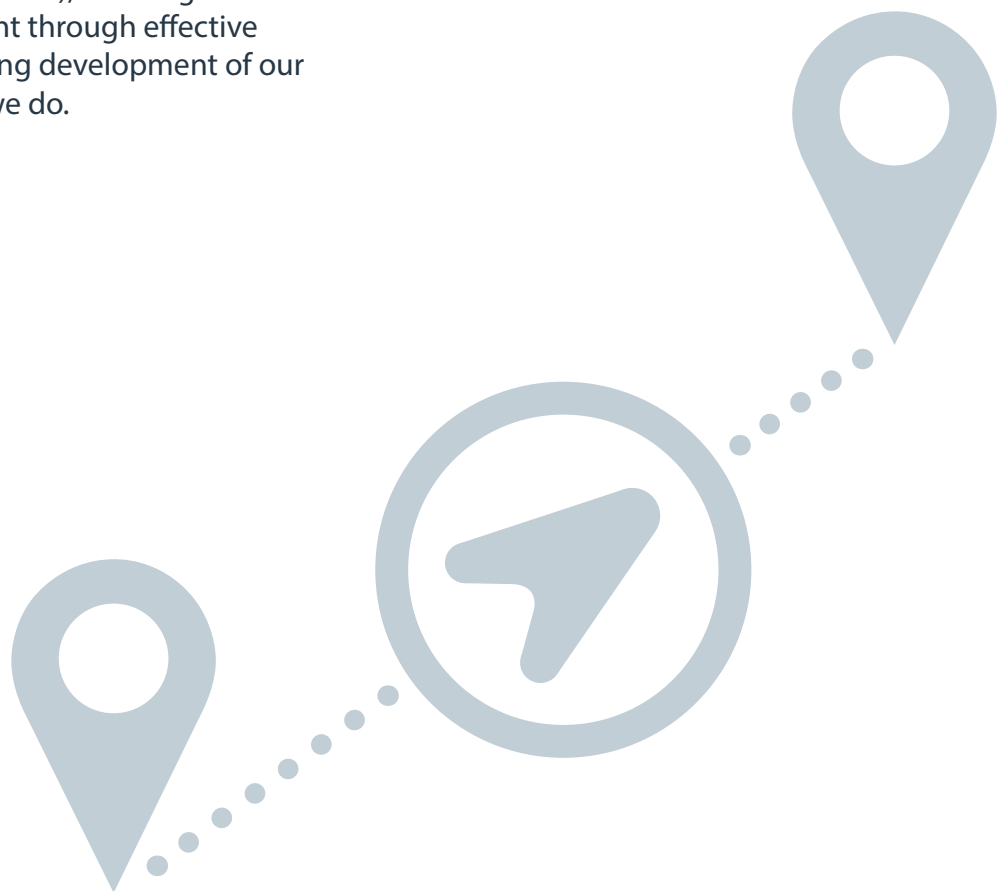 nt through effective
ng development of our
ve do.